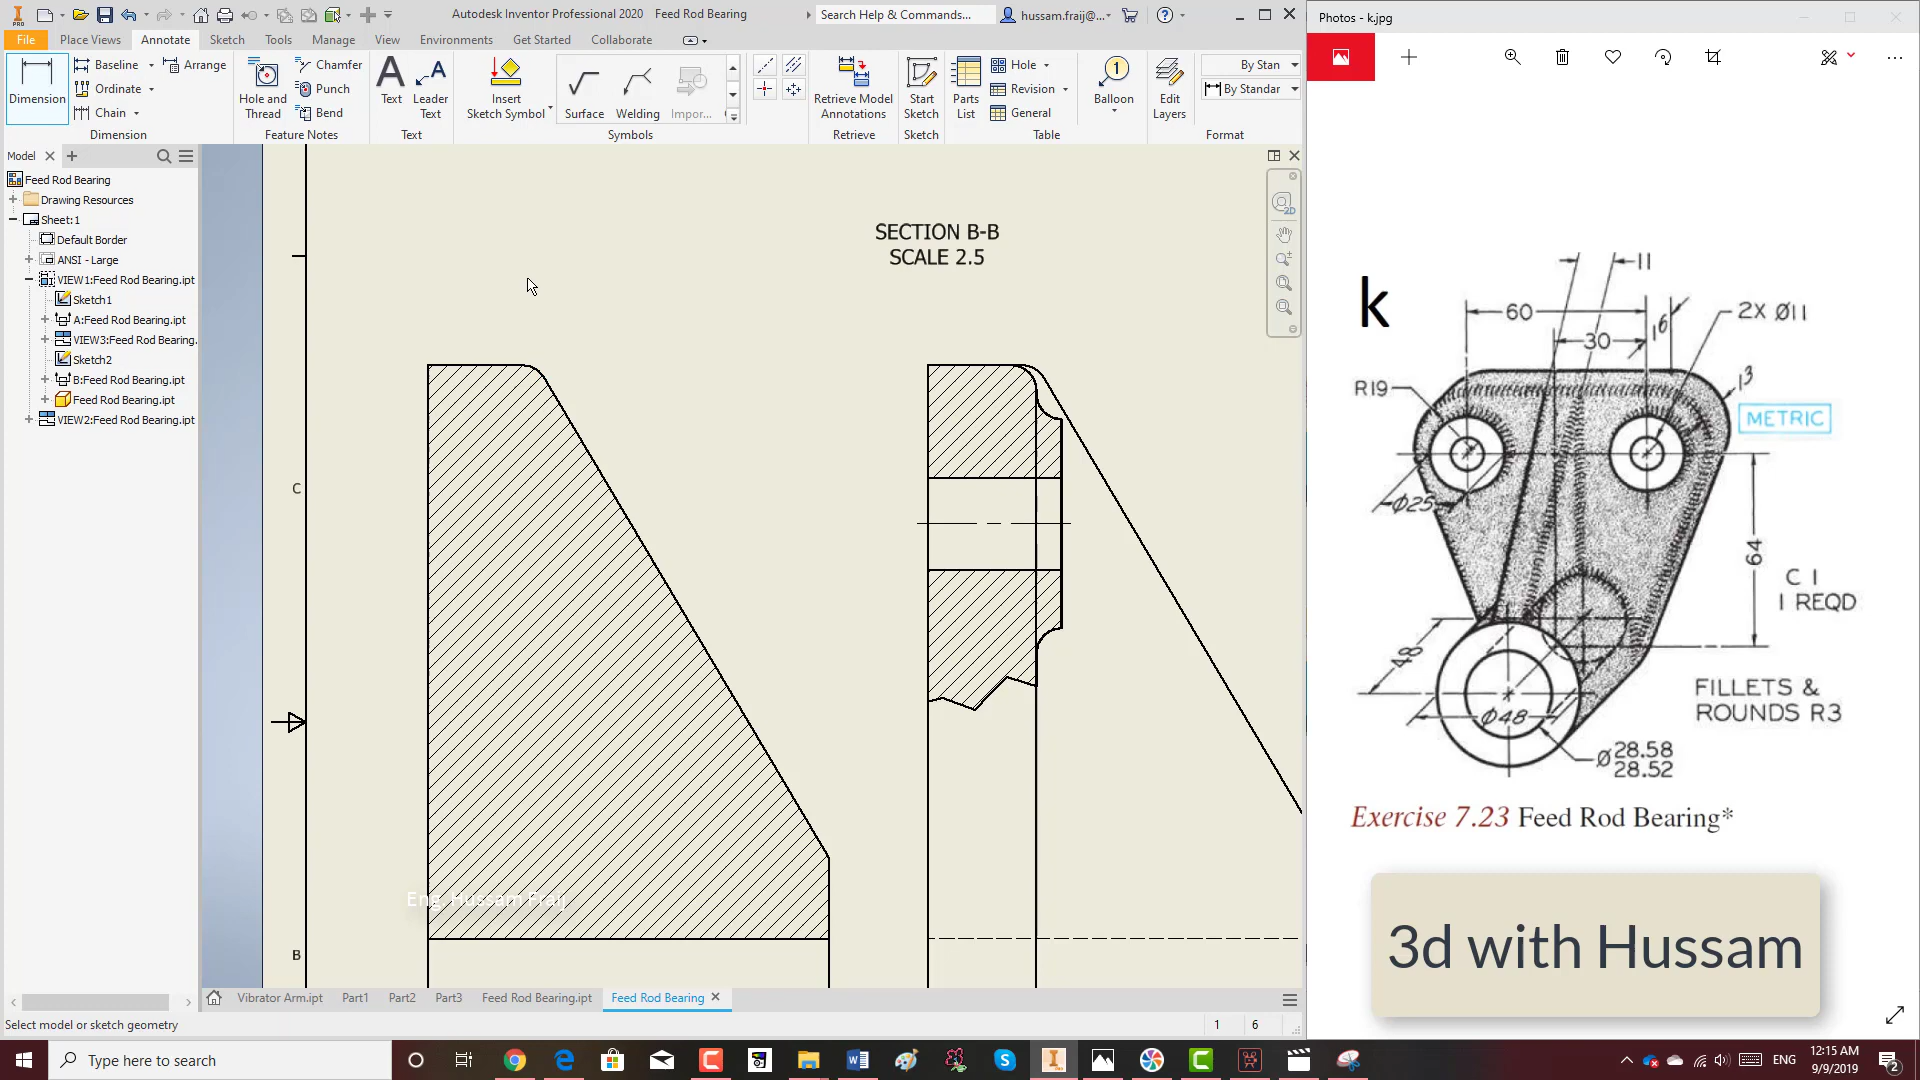 Autodesk Inventor Professional 2020 Feed Rod Bearing
Search Help & Commands...
hussam.fraij@...
Photos - k.jpg
File Place Views Annotate Sketch Tools Manage View Environments Get Started Collaborate
Dimension
Baseline
Ordinate
Chain
Arrange
Dimension
Hole and Thread
Chamfer
Punch
Bend
Feature Notes
Text
Leader Text
Text
Insert Sketch Symbol
Surface
Welding
Impor...
Symbols
Retrieve Model Annotations
Retrieve
Start Sketch
Sketch
Parts List
Hole
Revision
General
Table
Balloon
Edit Layers
By Stan
By Standar
Format
Model
Feed Rod Bearing
Drawing Resources
Sheet:1
Default Border
ANSI - Large
VIEW1:Feed Rod Bearing.ipt
Sketch1
A:Feed Rod Bearing.ipt
VIEW3:Feed Rod Bearing.
Sketch2
B:Feed Rod Bearing.ipt
Feed Rod Bearing.ipt
VIEW2:Feed Rod Bearing.ipt
SECTION B-B
SCALE 2.5
C
B
Eng. Hussam Fraij
k
11
60
16
30
2X Ø11
R19
13
METRIC
Ø25
64
C I
1 REQD
48
Ø48
FILLETS &
ROUNDS R3
Ø 28.58
28.52
Exercise 7.23 Feed Rod Bearing*
3d with Hussam
Vibrator Arm.ipt Part1 Part2 Part3 Feed Rod Bearing.ipt Feed Rod Bearing
Select model or sketch geometry
1 6
Type here to search
ENG
12:15 AM
9/9/2019
2